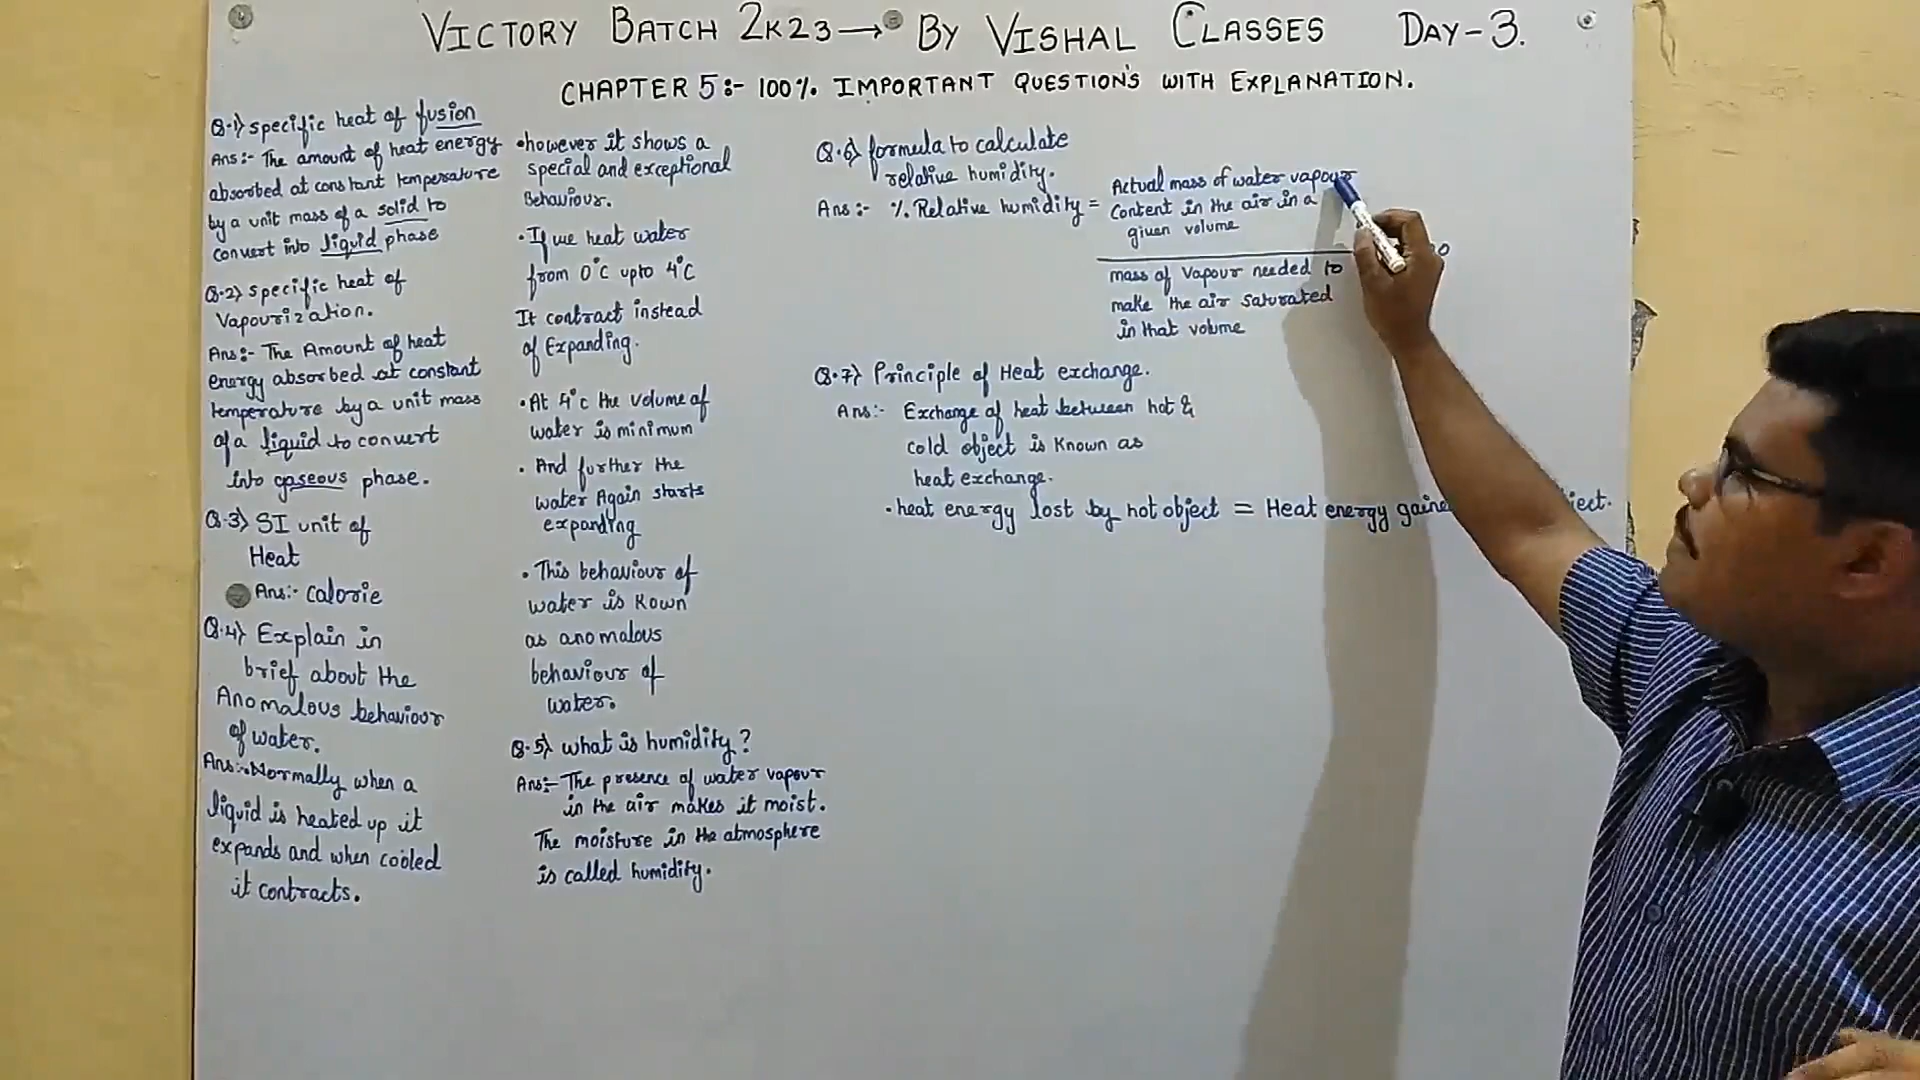 VICTORY BATCH 2K23 → BY VISHAL CLASSES DAY-3.
CHAPTER 5:- 100% IMPORTANT QUESTION'S WITH EXPLANATION.
Q.1) specific heat of fusion
Ans:- The amount of heat energy
absorbed at constant temperature
by a unit mass of a solid to
convert into liquid phase
Q.2) specific heat of
Vapourization.
Ans:- The Amount of heat
energy absorbed at constant
temperature by a unit mass
of a liquid to convert
into gaseous phase.
Q.3) SI unit of
Heat
Ans:- calorie
Q.4) Explain in
brief about the
Anomalous behaviour
of water.
Ans:- • Normally when a
liquid is heated up it
expands and when cooled
it contracts.
• however it shows a
special and exceptional
Behaviour.
• If we heat water
from 0°C upto 4°C
It contract instead
of Expanding.
• At 4°c the volume of
water is minimum
• And further the
water Again starts
expanding
• This behaviour of
water is Kown
as anomalous
behaviour of
water.
Q.5) what is humidity?
Ans:- The presence of water vapour
in the air makes it moist.
The moisture in the atmosphere
is called humidity.
Q.6) formula to calculate
relative humidity.
Ans:- % Relative humidity =
Actual mass of water vapour
Content in the air in a
given volume
mass of Vapour needed to
make the air saturated
in that volume
Q.7) Principle of Heat exchange.
Ans:- Exchange of heat between hot &
cold object is Known as
heat exchange.
• heat energy lost by hot object = Heat energy